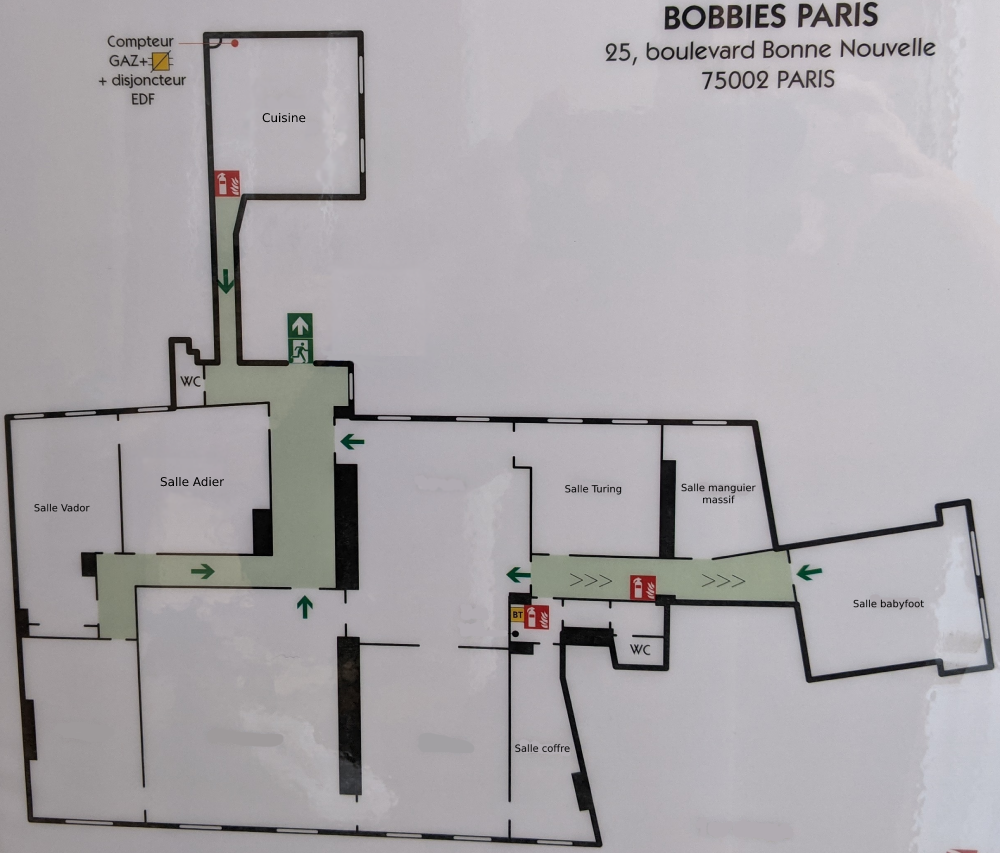 BOBBIES PARIS
25, boulevard Bonne Nouvelle
75002 PARIS
Compteur
GAZ+
+ disjoncteur
EDF
Cuisine
WC
Salle Adier
Salle Vador
Salle Turing
Salle manguier
massif
>>>
>>>
Salle babyfoot
BT
WC
Salle coffre